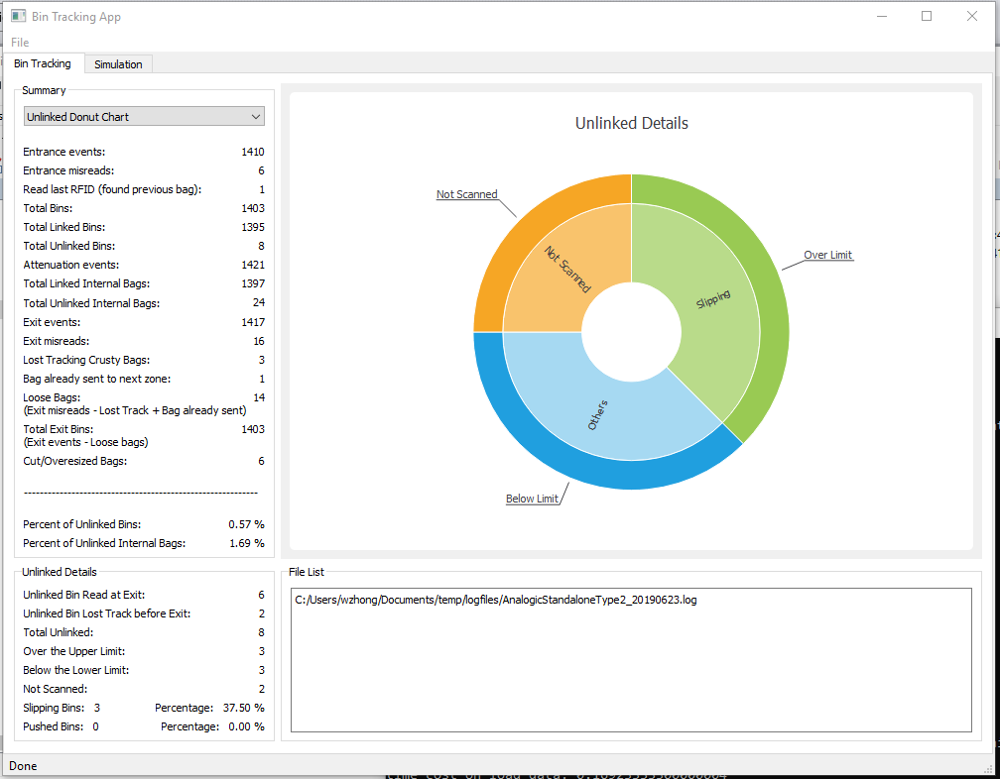 Bin Tracking App
File
Bin Tracking
Simulation
Summary
Unlinked Donut Chart
Entrance events: 1410
Entrance misreads: 6
Read last RFID (found previous bag): 1
Total Bins: 1403
Total Linked Bins: 1395
Total Unlinked Bins: 8
Attenuation events: 1421
Total Linked Internal Bags: 1397
Total Unlinked Internal Bags: 24
Exit events: 1417
Exit misreads: 16
Lost Tracking Crusty Bags: 3
Bag already sent to next zone: 1
Loose Bags: 14
(Exit misreads - Lost Track + Bag already sent)
Total Exit Bins: 1403
(Exit events - Loose bags)
Cut/Overesized Bags: 6
------------------------------------------------------------
Percent of Unlinked Bins: 0.57 %
Percent of Unlinked Internal Bags: 1.69 %
Unlinked Details
Not Scanned
Over Limit
Not Scanned
Slipping
Others
Below Limit
Unlinked Details
Unlinked Bin Read at Exit: 6
Unlinked Bin Lost Track before Exit: 2
Total Unlinked: 8
Over the Upper Limit: 3
Below the Lower Limit: 3
Not Scanned: 2
Slipping Bins: 3 Percentage: 37.50 %
Pushed Bins: 0 Percentage: 0.00 %
File List
C:/Users/wzhong/Documents/temp/logfiles/AnalogicStandaloneType2_20190623.log
Done